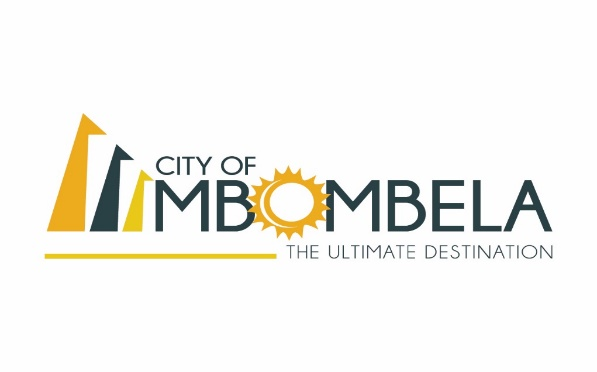 CITY OF
MBOMBELA
THE ULTIMATE DESTINATION